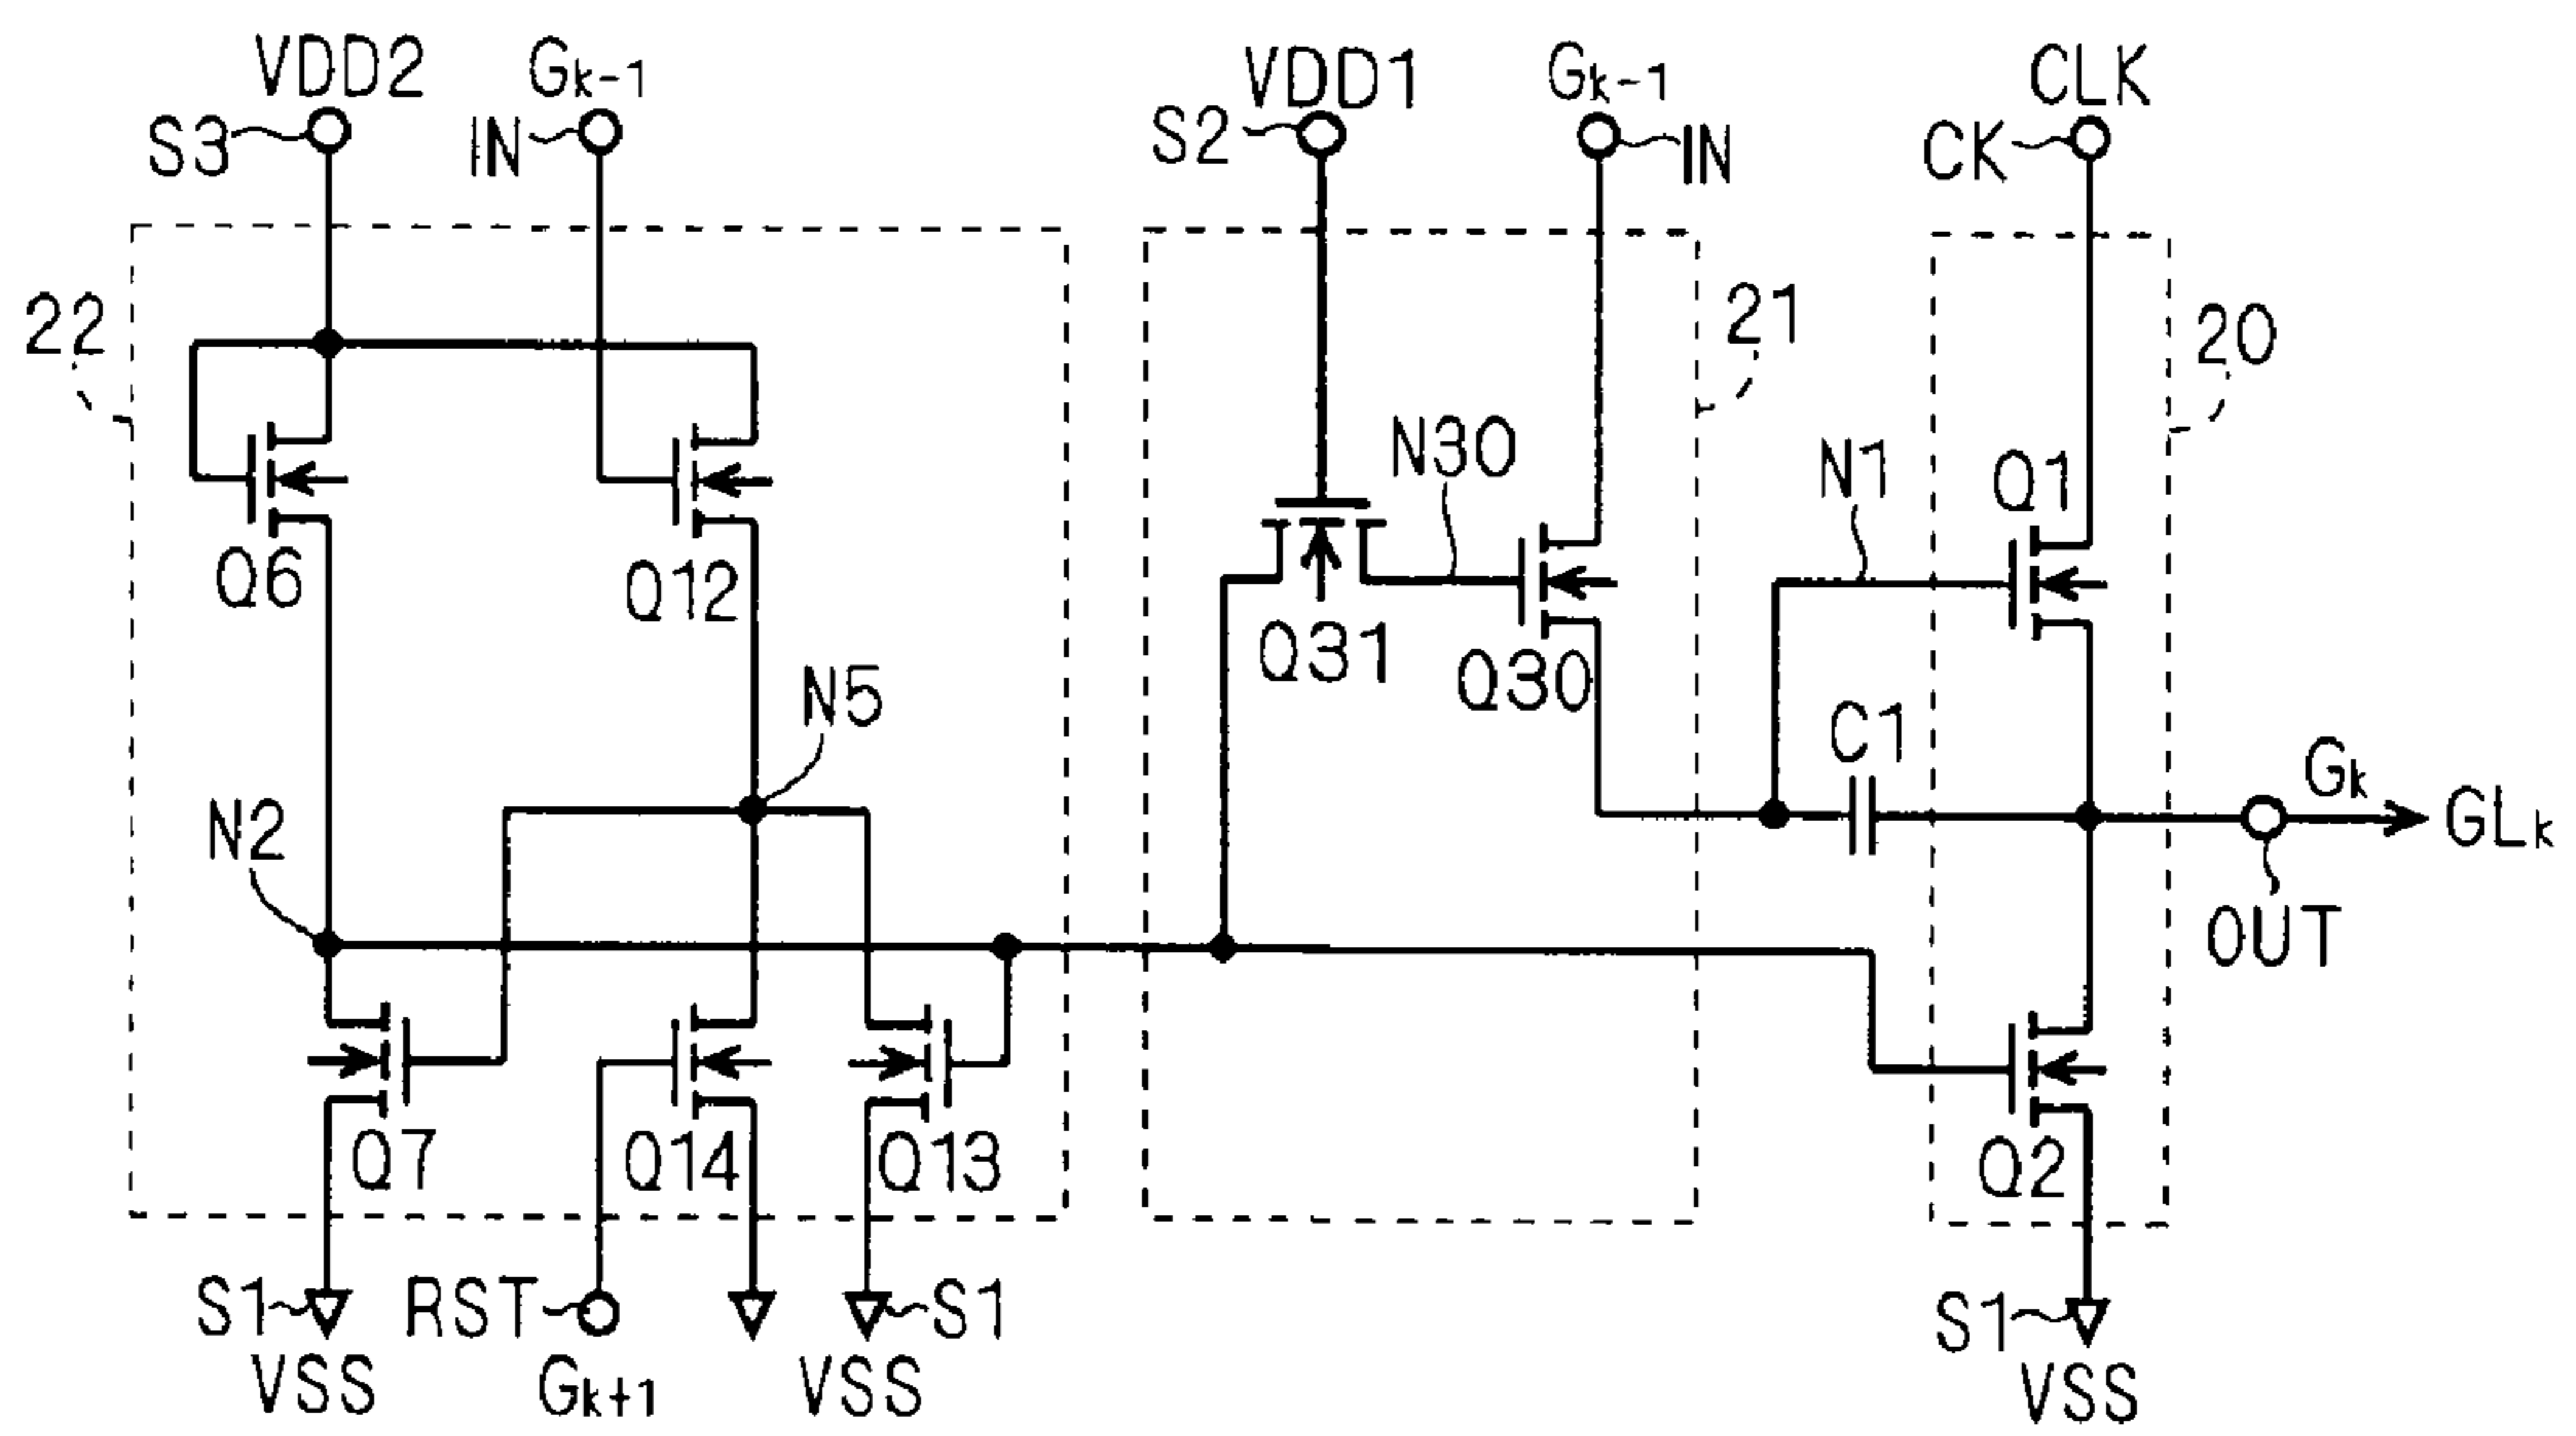 VDD2
Gk-1
VDD1
Gk-1
CLK
S3
IN
S2
IN
CK
22
21
20
N30
N1
Q1
Q6
Q12
Q31
Q30
N5
C1
N2
Gk
GLk
OUT
Q7
Q14
Q13
Q2
S1
RST
S1
S1
VSS
Gk+1
VSS
VSS